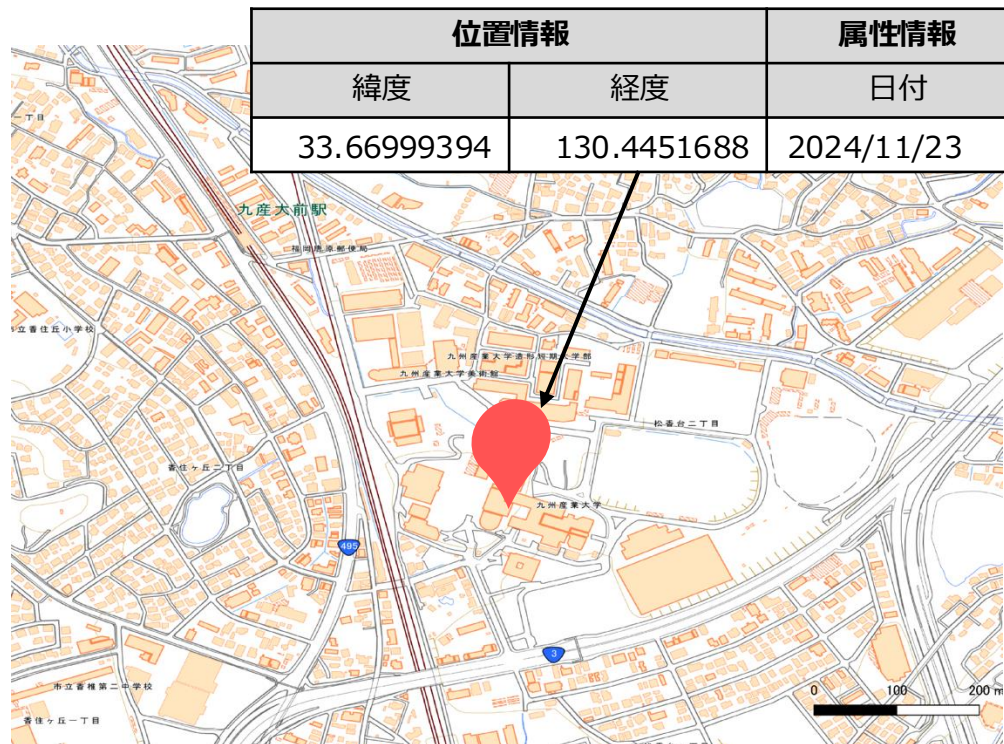 位置情報 属性情報
緯度 経度 日付
33.66999394 130.4451688 2024/11/23
一丁目
九産大前駅
福岡唐原郵便局
市立香住丘小学校
九州産業大学造形短期大学部
九州産業大学美術館
松香台二丁目
香住ヶ丘二丁目
九州産業大学
495
3
市立香椎第二中学校
0 100 200 m
香住ヶ丘一丁目